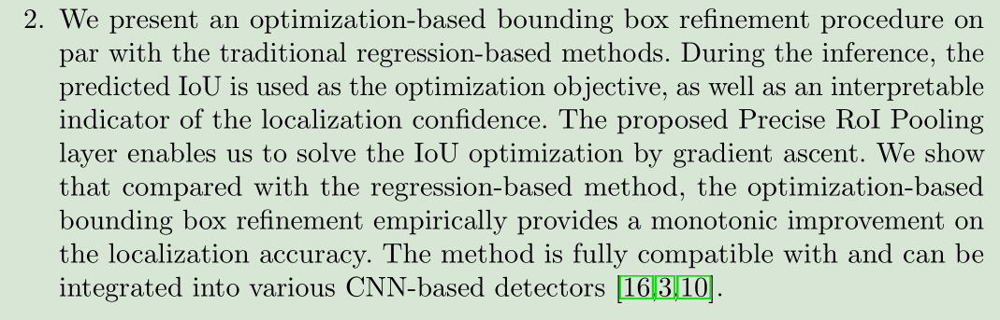 2. We present an optimization-based bounding box refinement procedure on
par with the traditional regression-based methods. During the inference, the
predicted IoU is used as the optimization objective, as well as an interpretable
indicator of the localization confidence. The proposed Precise RoI Pooling
layer enables us to solve the IoU optimization by gradient ascent. We show
that compared with the regression-based method, the optimization-based
bounding box refinement empirically provides a monotonic improvement on
the localization accuracy. The method is fully compatible with and can be
integrated into various CNN-based detectors [16,3,10].